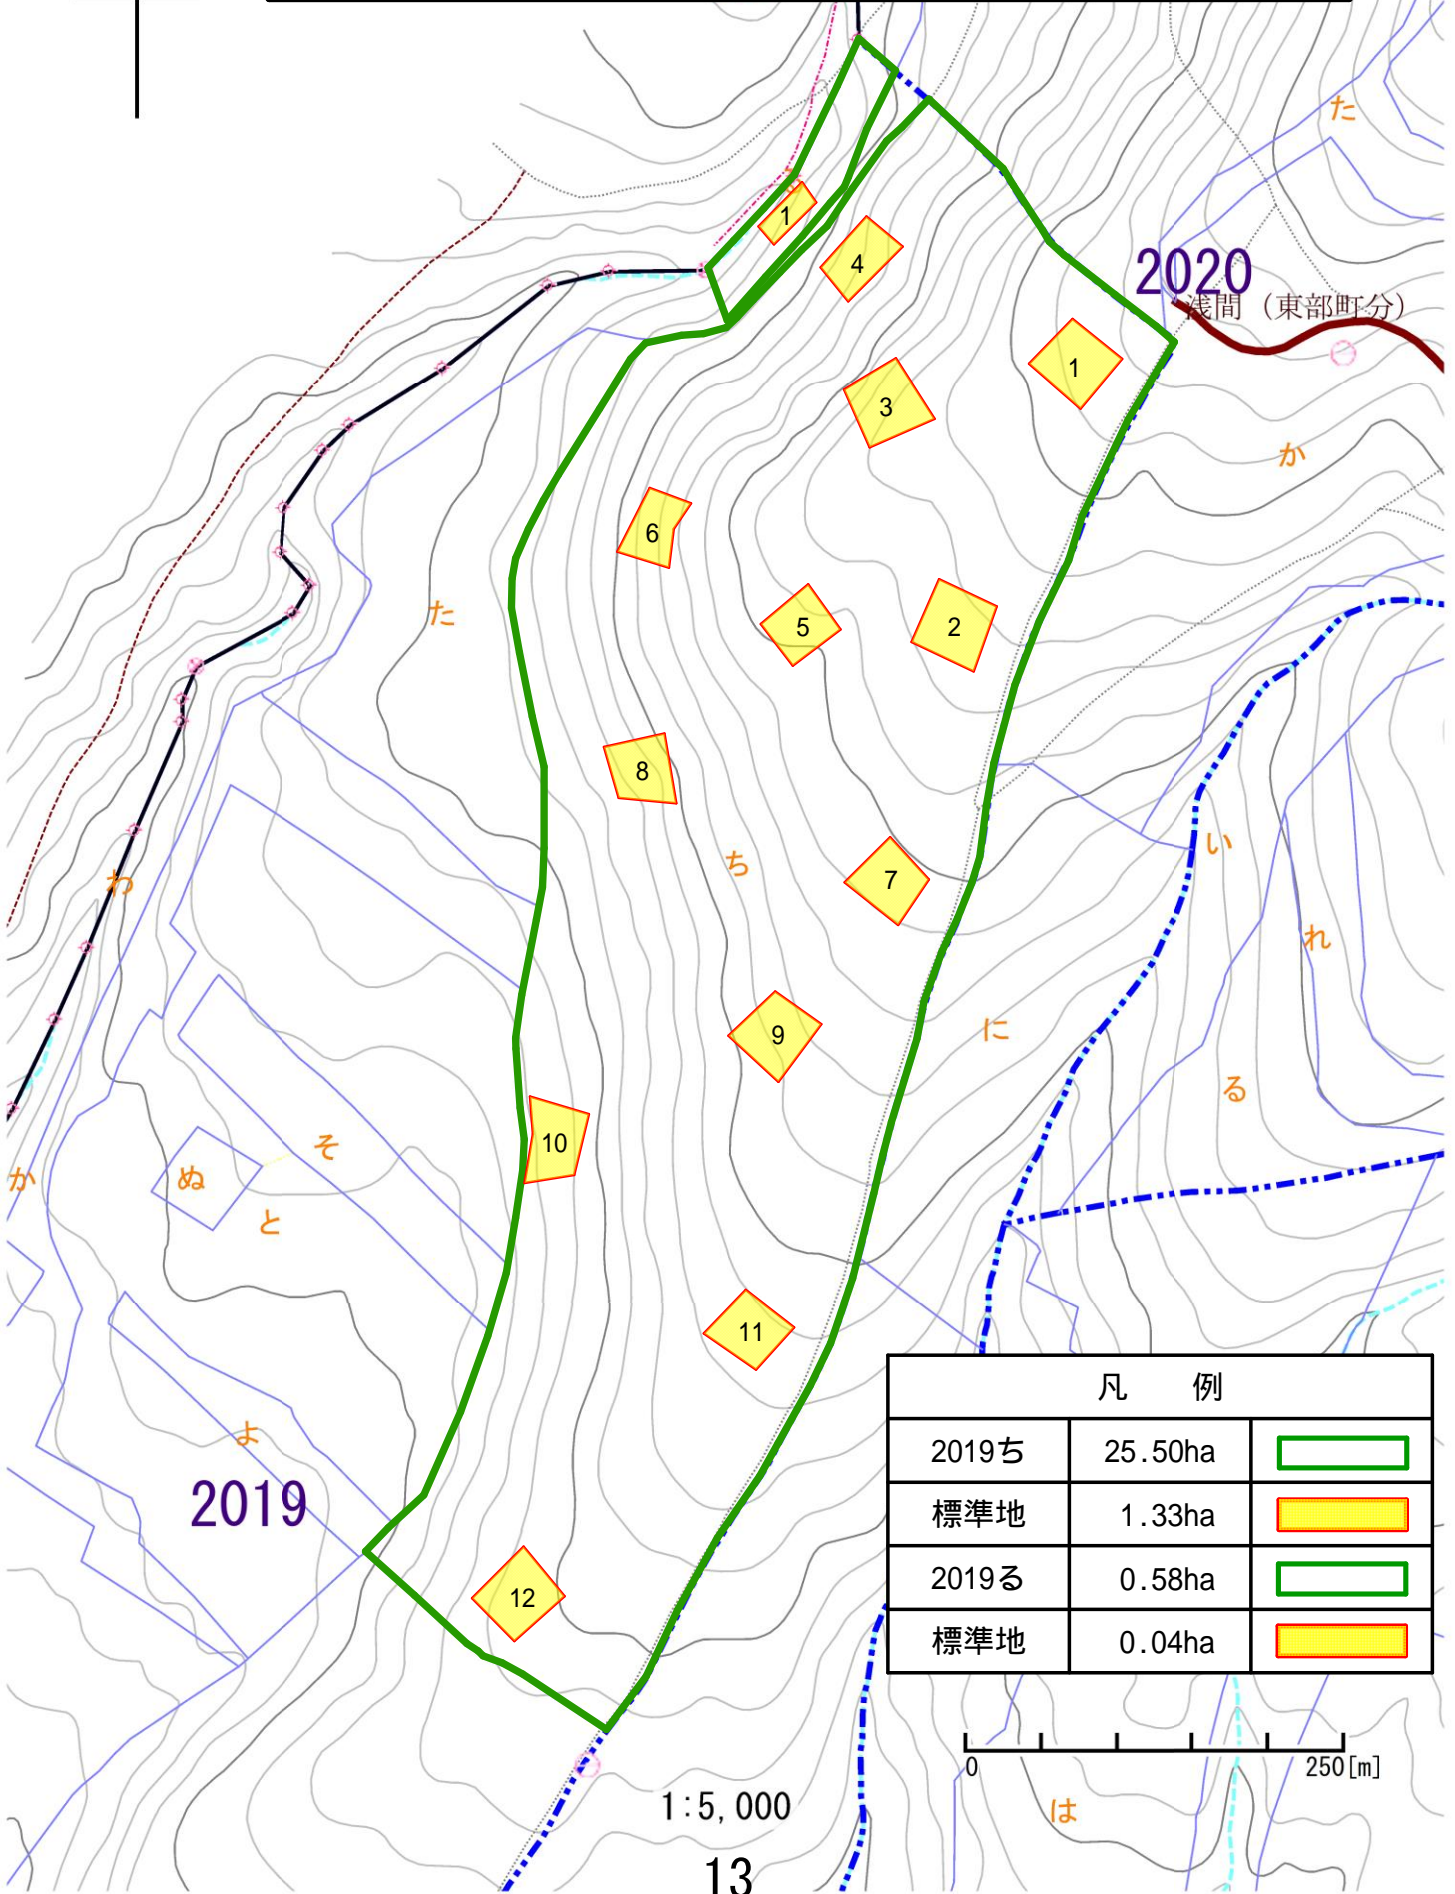 た
1
4
2020
浅間（東部町分）
1
3
か
6
た
5
2
8
い
ち
7
わ
れ
に
9
る
10
そ
か
ぬ
と
11
凡 例
2019ち 25.50ha
よ
2019
標準地 1.33ha
2019る 0.58ha
12
標準地 0.04ha
0 250[m]
1:5,000
は
13